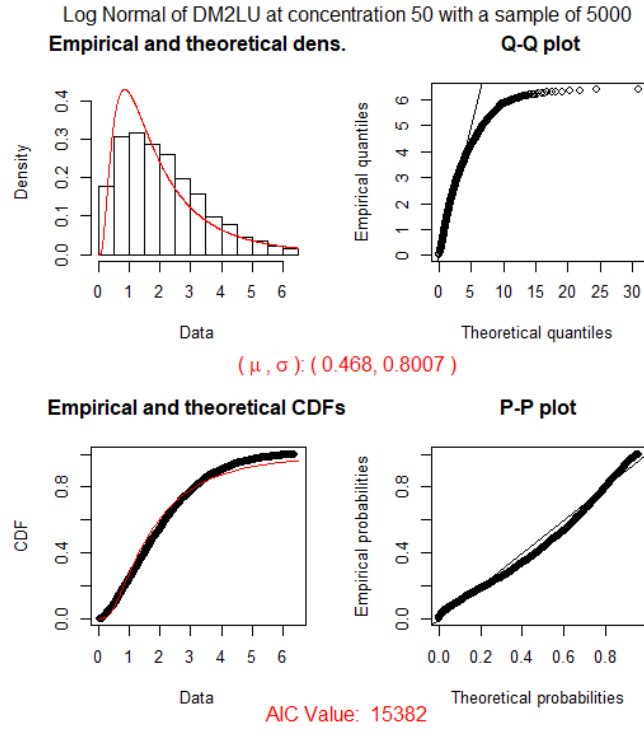 Log Normal of DM2LU at concentration 50 with a sample of 5000
Empirical and theoretical dens.
Density
0.0 0.1 0.2 0.3 0.4
0 1 2 3 4 5 6
Data
Q-Q plot
Empirical quantiles
0 1 2 3 4 5 6
0 5 10 15 20 25 30
Theoretical quantiles
( μ , σ ): ( 0.468, 0.8007 )
Empirical and theoretical CDFs
CDF
0.0 0.4 0.8
0 1 2 3 4 5 6
Data
P-P plot
Empirical probabilities
0.0 0.4 0.8
0.0 0.2 0.4 0.6 0.8
Theoretical probabilities
AIC Value: 15382